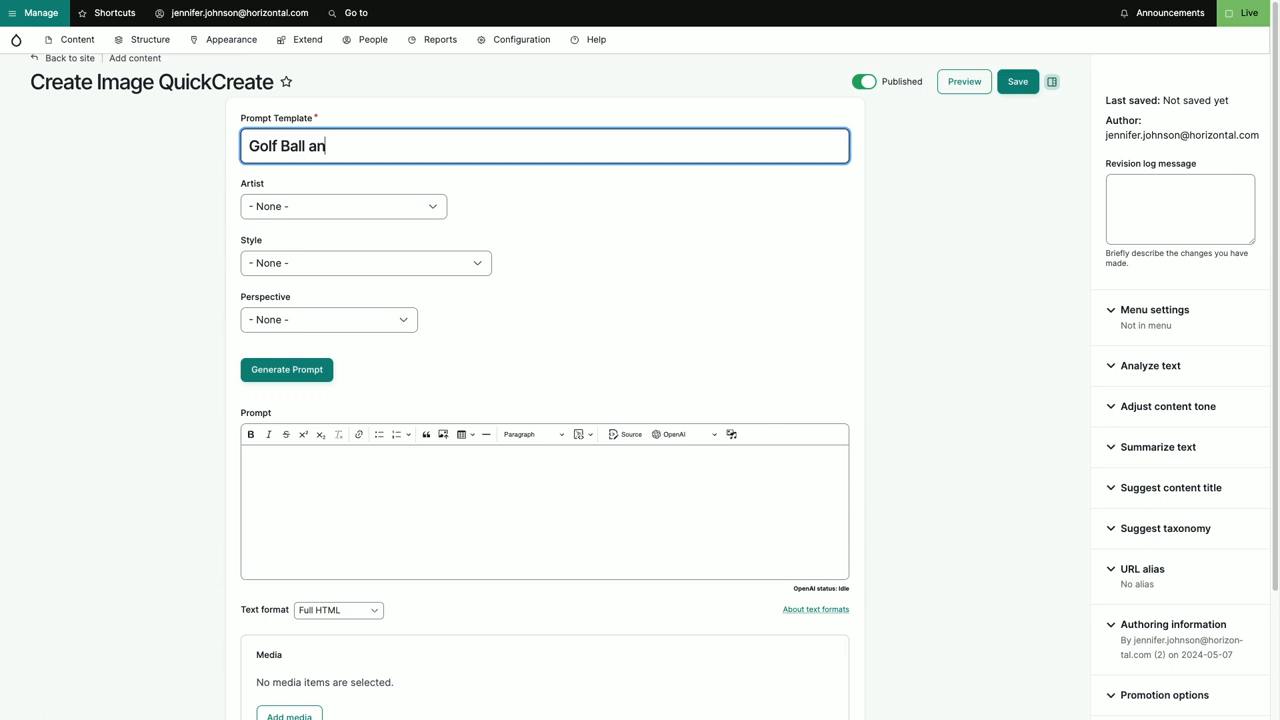 Manage
Shortcuts
jennifer.johnson@horizontal.com
Go to
Announcements
Live
Content
Structure
Appearance
Extend
People
Reports
Configuration
Help
Back to site
Add content
Create Image QuickCreate
Published
Preview
Save
Prompt Template*
Golf Ball an
Artist
- None -
Style
- None -
Perspective
- None -
Generate Prompt
Prompt
Paragraph
Source
OpenAI
OpenAI status: Idle
Text format
Full HTML
About text formats
Media
No media items are selected.
Add media
Last saved: Not saved yet
Author:
jennifer.johnson@horizontal.com
Revision log message
Briefly describe the changes you have
made.
Menu settings
Not in menu
Analyze text
Adjust content tone
Summarize text
Suggest content title
Suggest taxonomy
URL alias
No alias
Authoring information
By jennifer.johnson@horizon-
tal.com (2) on 2024-05-07
Promotion options